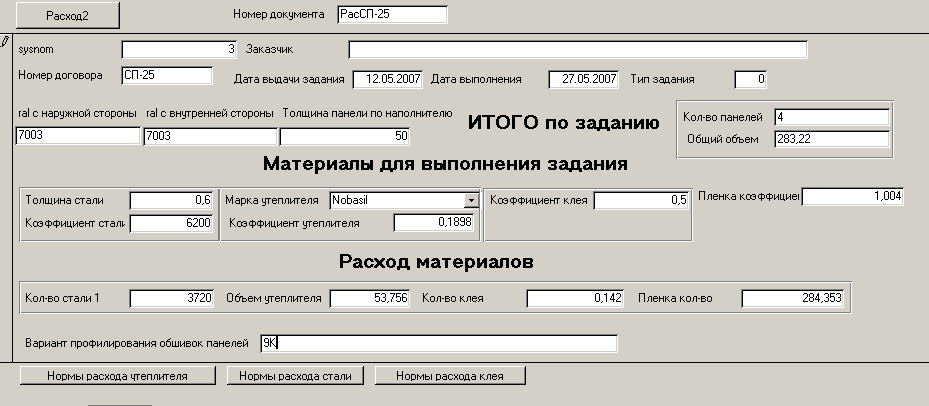 Расход2 Номер документа РасСП-25
sysnom 3 Заказчик
Номер договора СП-25 Дата выдачи задания 12.05.2007 Дата выполнения 27.05.2007 Тип задания 0
ral с наружной стороны ral с внутренней стороны Толщина панели по наполнителю
7003 7003 50
ИТОГО по заданию
Кол-во панелей 4
Общий объем 283,22
Материалы для выполнения задания
Толщина стали 0,6 Марка утеплителя Nobasil Коэффициент клея 0,5 Пленка коэффициен 1,004
Коэффициент стали 6200 Коэффициент утеплителя 0,1898
Расход материалов
Кол-во стали 1 3720 Объем утеплителя 53,756 Кол-во клея 0,142 Пленка кол-во 284,353
Вариант профилирования обшивок панелей 9К
Нормы расхода утеплителя Нормы расхода стали Нормы расхода клея